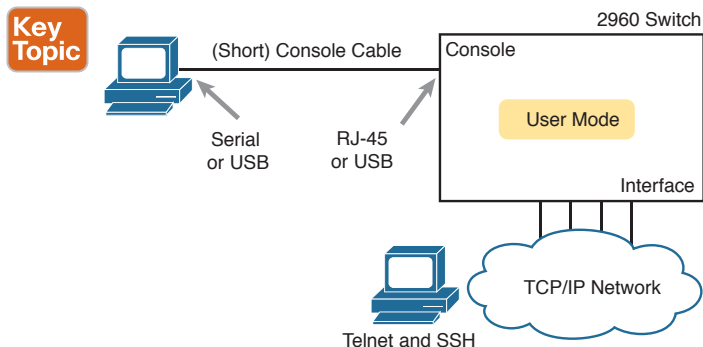 Key
Topic
2960 Switch
(Short) Console Cable
Console
User Mode
Serial
or USB
RJ-45
or USB
Interface
TCP/IP Network
Telnet and SSH